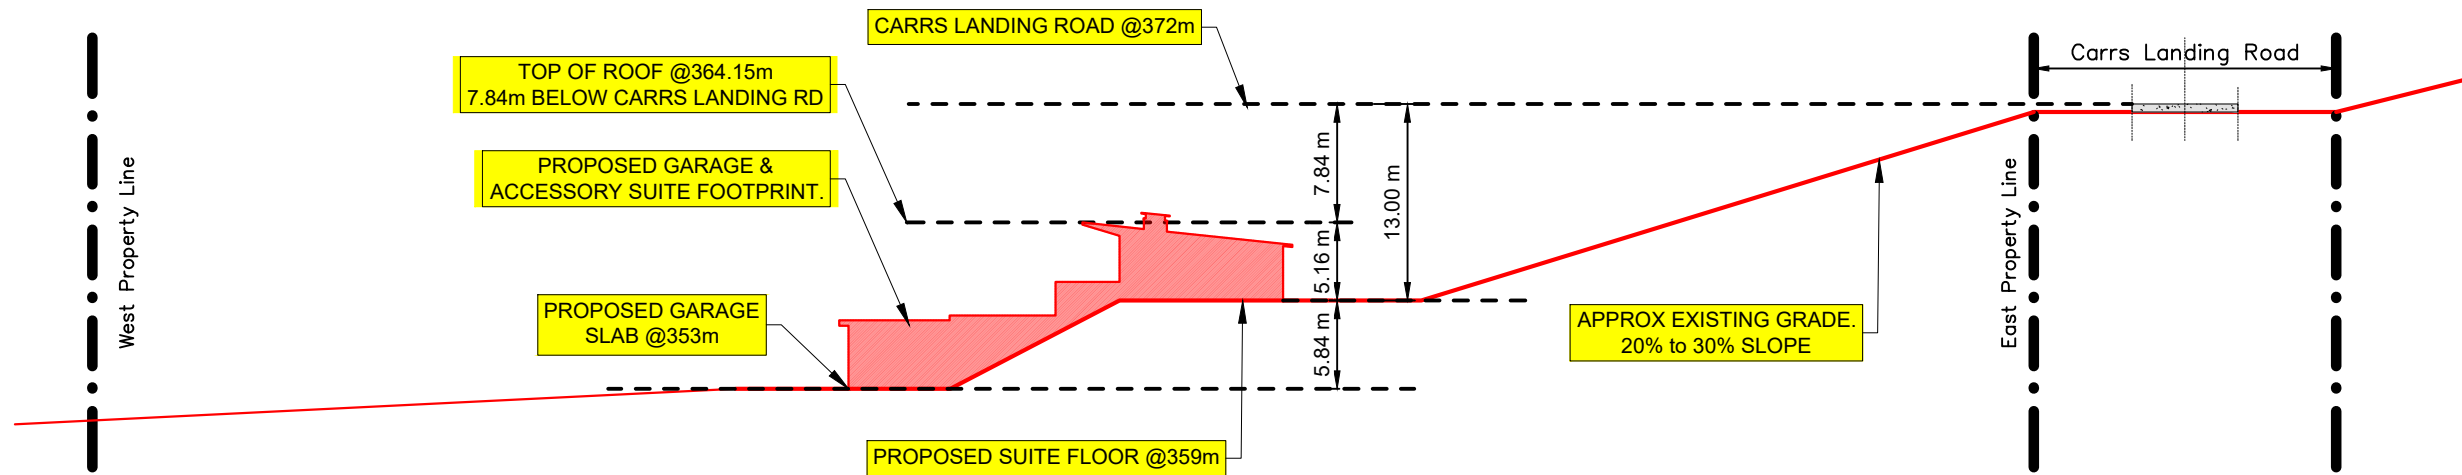 CARRS LANDING ROAD @372m
Carrs Landing Road
TOP OF ROOF @364.15m
7.84m BELOW CARRS LANDING RD
PROPOSED GARAGE &
ACCESSORY SUITE FOOTPRINT.
West Property Line
7.84 m
13.00 m
5.16 m
5.84 m
East Property Line
PROPOSED GARAGE
SLAB @353m
APPROX EXISTING GRADE.
20% to 30% SLOPE
PROPOSED SUITE FLOOR @359m